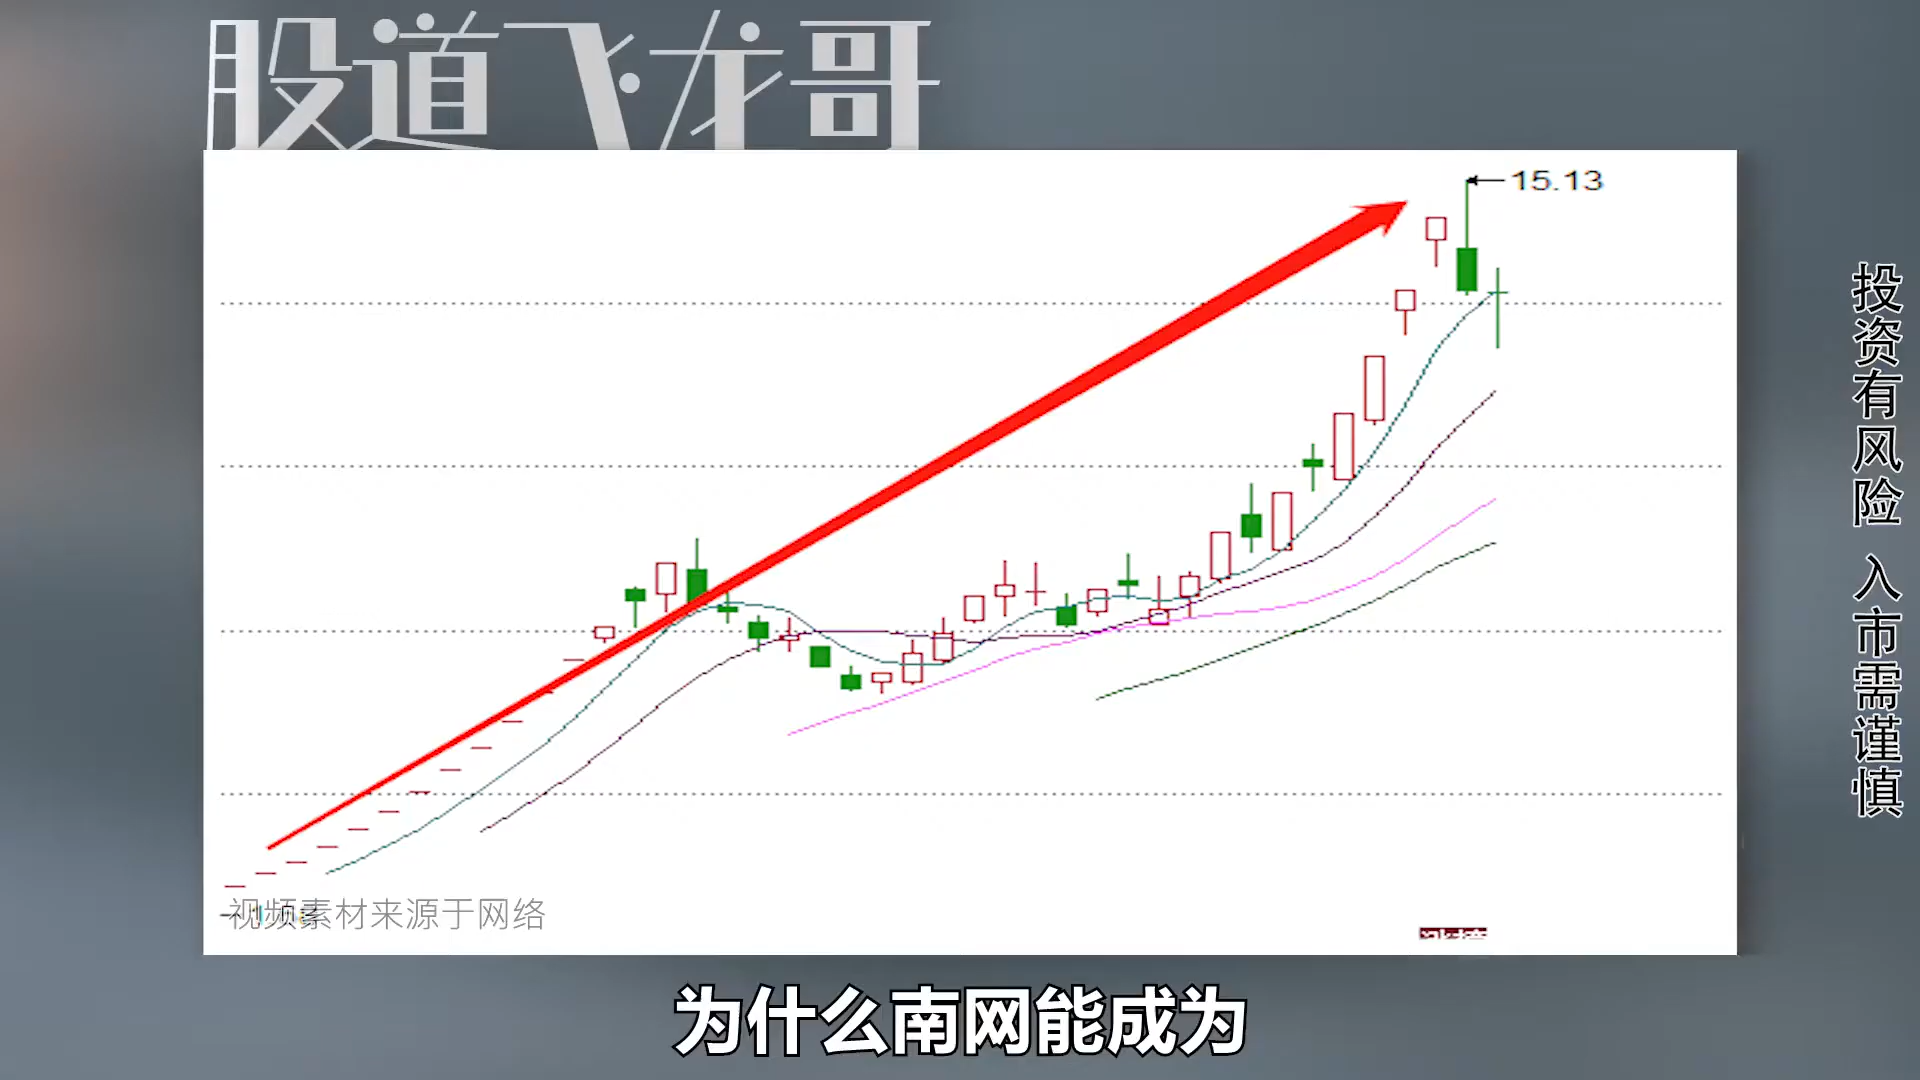 股道飞龙哥
15.13
投资有风险 入市需谨慎
视频素材来源于网络
为什么南网能成为